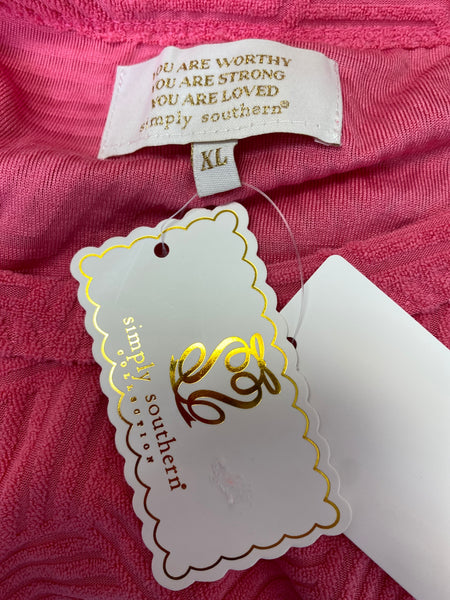 YOU ARE WORTHY
YOU ARE STRONG
YOU ARE LOVED
simply southern®
XL
simply southern®
COLLECTION